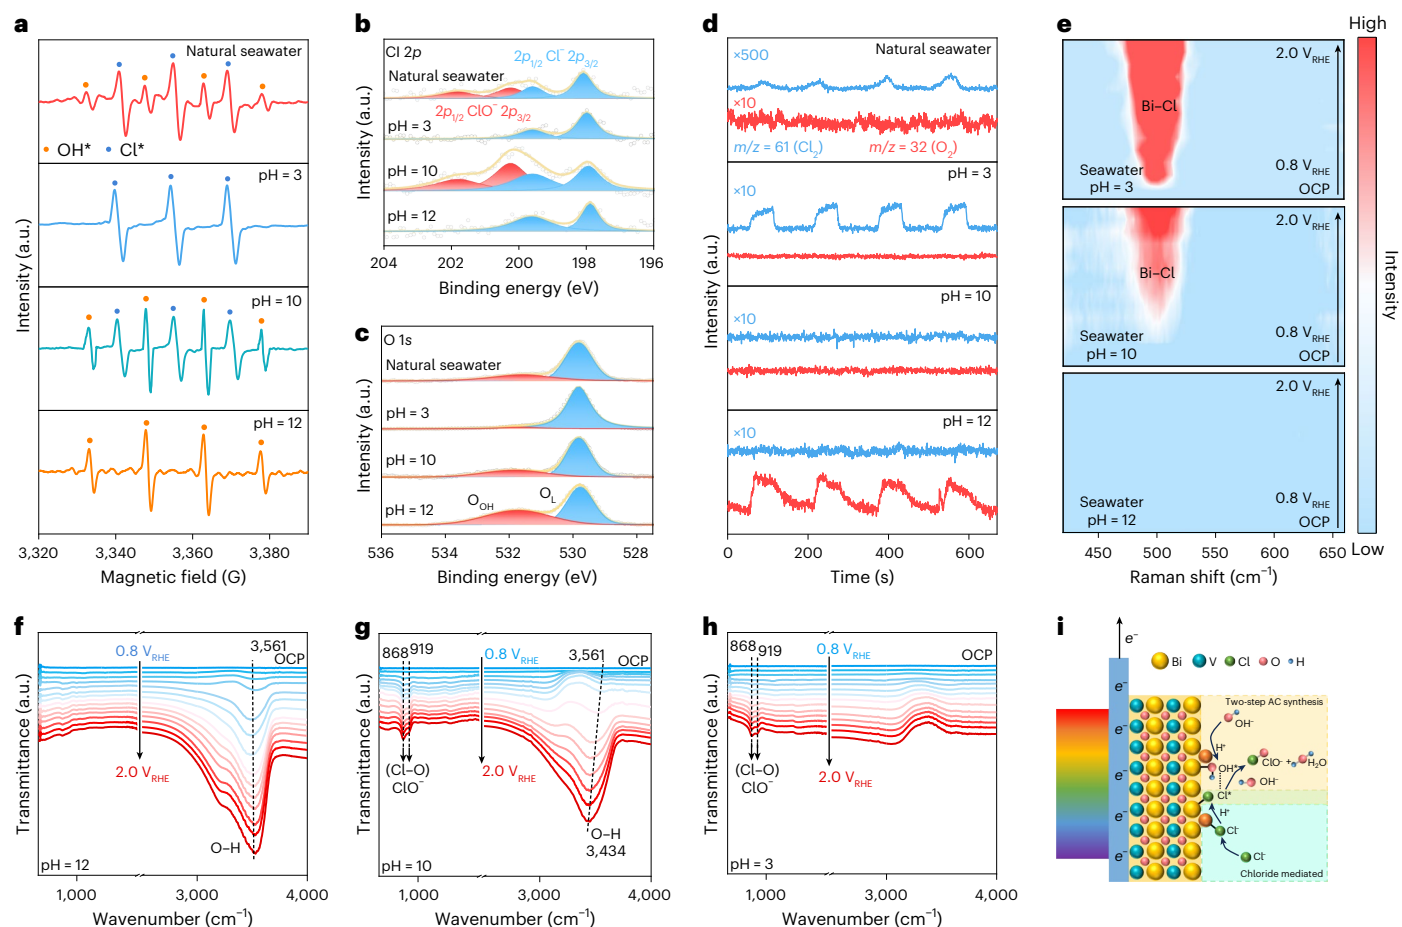 a
Natural seawater
OH* Cl*
pH = 3
pH = 10
pH = 12
Intensity (a.u.)
3,320 3,340 3,360 3,380
Magnetic field (G)
b
Cl 2p
2p1/2 Cl− 2p3/2
Natural seawater
2p1/2 ClO− 2p3/2
pH = 3
pH = 10
pH = 12
Intensity (a.u.)
204 202 200 198 196
Binding energy (eV)
c
O 1s
Natural seawater
pH = 3
pH = 10
OOH OL
pH = 12
Intensity (a.u.)
536 534 532 530 528
Binding energy (eV)
d
×500 Natural seawater
×10
m/z = 61 (Cl2) m/z = 32 (O2)
pH = 3
×10
pH = 10
×10
pH = 12
×10
Intensity (a.u.)
0 200 400 600
Time (s)
e
2.0 VRHE
Bi–Cl
0.8 VRHE
Seawater
pH = 3
OCP
2.0 VRHE
Bi–Cl
0.8 VRHE
Seawater
pH = 10
OCP
2.0 VRHE
0.8 VRHE
Seawater
pH = 12
OCP
450 500 550 600 650
Raman shift (cm−1)
High
Intensity
Low
f
0.8 VRHE
3,561
OCP
2.0 VRHE
O–H
pH = 12
Transmittance (a.u.)
1,000 3,000 4,000
Wavenumber (cm−1)
g
868 919
0.8 VRHE
3,561
OCP
(Cl–O)
ClO−
2.0 VRHE
O–H
3,434
pH = 10
Transmittance (a.u.)
1,000 3,000 4,000
Wavenumber (cm−1)
h
868 919
0.8 VRHE
OCP
(Cl–O)
ClO−
2.0 VRHE
pH = 3
Transmittance (a.u.)
1,000 3,000 4,000
Wavenumber (cm−1)
i
e−
Bi V Cl O H
e−
e−
e−
e−
Two-step AC synthesis
OH−
H+
OH*
ClO− + H2O
OH−
Cl*
H+
Cl-
Cl-
Chloride mediated